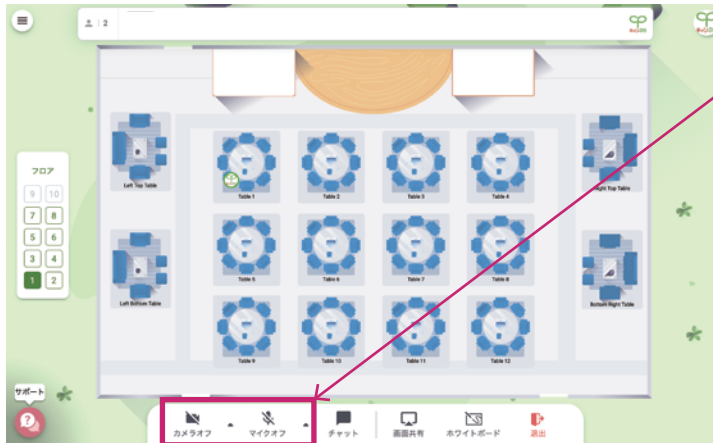 2
フロア
9 10
7 8
5 6
3 4
1 2
Left Top Table
Table 1
Table 2
Table 3
Table 4
Right Top Table
Table 5
Table 6
Table 7
Table 8
Left Bottom Table
Bottom Right Table
Table 9
Table 10
Table 11
Table 12
サポート
?
カメラオフ
マイクオフ
チャット
画面共有
ホワイトボード
退出